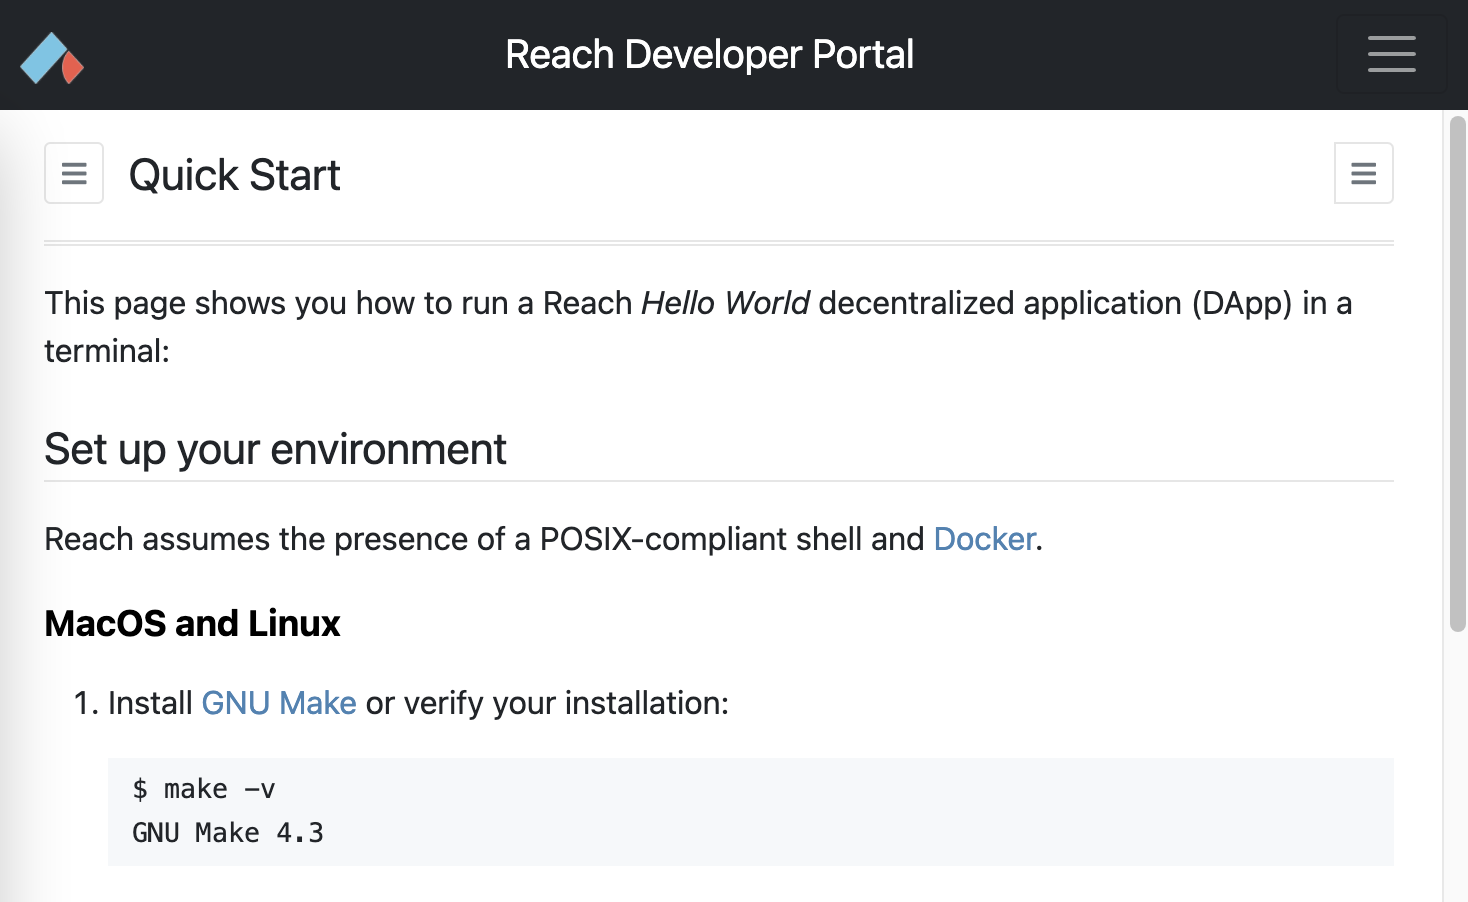 Reach Developer Portal
Quick Start
This page shows you how to run a Reach Hello World decentralized application (DApp) in a
terminal:
Set up your environment
Reach assumes the presence of a POSIX-compliant shell and Docker.
MacOS and Linux
1. Install GNU Make or verify your installation:
$ make -v
GNU Make 4.3